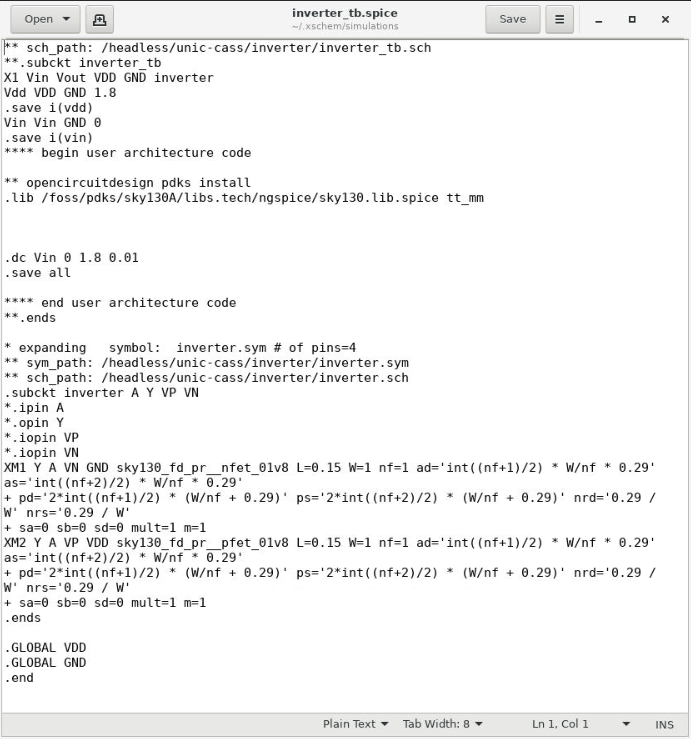 Open
inverter_tb.spice
~/.xschem/simulations
Save
** sch_path: /headless/unic-cass/inverter/inverter_tb.sch
**.subckt inverter_tb
X1 Vin Vout VDD GND inverter
Vdd VDD GND 1.8
.save i(vdd)
Vin Vin GND 0
.save i(vin)
**** begin user architecture code
** opencircuitdesign pdks install
.lib /foss/pdks/sky130A/libs.tech/ngspice/sky130.lib.spice tt_mm
.dc Vin 0 1.8 0.01
.save all
**** end user architecture code
**.ends
* expanding   symbol:  inverter.sym # of pins=4
** sym_path: /headless/unic-cass/inverter/inverter.sym
** sch_path: /headless/unic-cass/inverter/inverter.sch
.subckt inverter A Y VP VN
*.ipin A
*.opin Y
*.iopin VP
*.iopin VN
XM1 Y A VN GND sky130_fd_pr__nfet_01v8 L=0.15 W=1 nf=1 ad='int((nf+1)/2) * W/nf * 0.29'
as='int((nf+2)/2) * W/nf * 0.29'
+ pd='2*int((nf+1)/2) * (W/nf + 0.29)' ps='2*int((nf+2)/2) * (W/nf + 0.29)' nrd='0.29 /
W' nrs='0.29 / W'
+ sa=0 sb=0 sd=0 mult=1 m=1
XM2 Y A VP VDD sky130_fd_pr__pfet_01v8 L=0.15 W=1 nf=1 ad='int((nf+1)/2) * W/nf * 0.29'
as='int((nf+2)/2) * W/nf * 0.29'
+ pd='2*int((nf+1)/2) * (W/nf + 0.29)' ps='2*int((nf+2)/2) * (W/nf + 0.29)' nrd='0.29 /
W' nrs='0.29 / W'
+ sa=0 sb=0 sd=0 mult=1 m=1
.ends
.GLOBAL VDD
.GLOBAL GND
.end
Plain Text Tab Width: 8 Ln 1, Col 1 INS